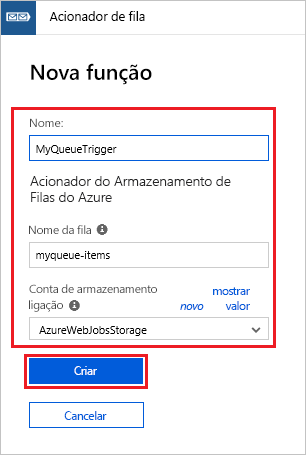 Acionador de fila
Nova função
Nome:
MyQueueTrigger
Acionador do Armazenamento de
Filas do Azure
Nome da fila
myqueue-items
Conta de armazenamento mostrar
ligação novo valor
AzureWebJobsStorage
Criar
Cancelar